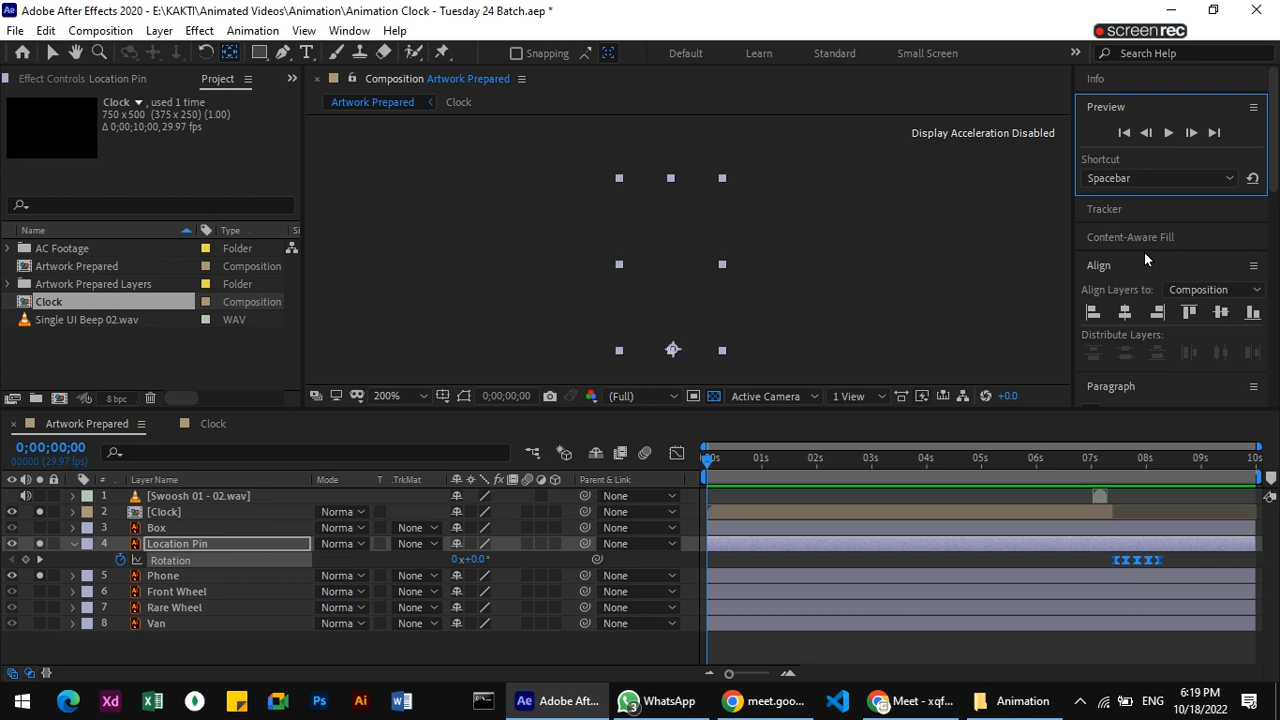 Adobe After Effects 2020 - E:\KAKTI\Animated Videos\Animation\Animation Clock - Tuesday 24 Batch.aep *
File Edit Composition Layer Effect Animation View Window Help
screenrec
Snapping
Default Learn Standard Small Screen
Search Help
Effect Controls Location Pin
Project
Composition Artwork Prepared
Artwork Prepared
Clock
Clock , used 1 time
750 x 500 (375 x 250) (1.00)
Δ 0;00;10;00, 29.97 fps
Display Acceleration Disabled
Info
Preview
Shortcut
Spacebar
Tracker
Content-Aware Fill
Align
Align Layers to: Composition
Distribute Layers:
Paragraph
Name Type Si
AC Footage Folder
Artwork Prepared Composition
Artwork Prepared Layers Folder
Clock Composition
Single UI Beep 02.wav WAV
8 bpc
200% 0;00;00;00 (Full) Active Camera 1 View +0.0
Artwork Prepared
Clock
0;00;00;00
00000 (29.97 fps)
:00s 01s 02s 03s 04s 05s 06s 07s 08s 09s 10s
# Layer Name Mode T .TrkMat fx Parent & Link
1 [Swoosh 01 - 02.wav] None
2 [Clock] Norma None
3 Box Norma None None
4 Location Pin Norma None None
Rotation 0x+0.0°
5 Phone Norma None None
6 Front Wheel Norma None None
7 Rare Wheel Norma None None
8 Van Norma None None
Xd
Ps
Ai
Ae Adobe Aft...
3
WhatsApp
meet.goo...
Meet - xqf...
Animation
ENG
6:19 PM
10/18/2022